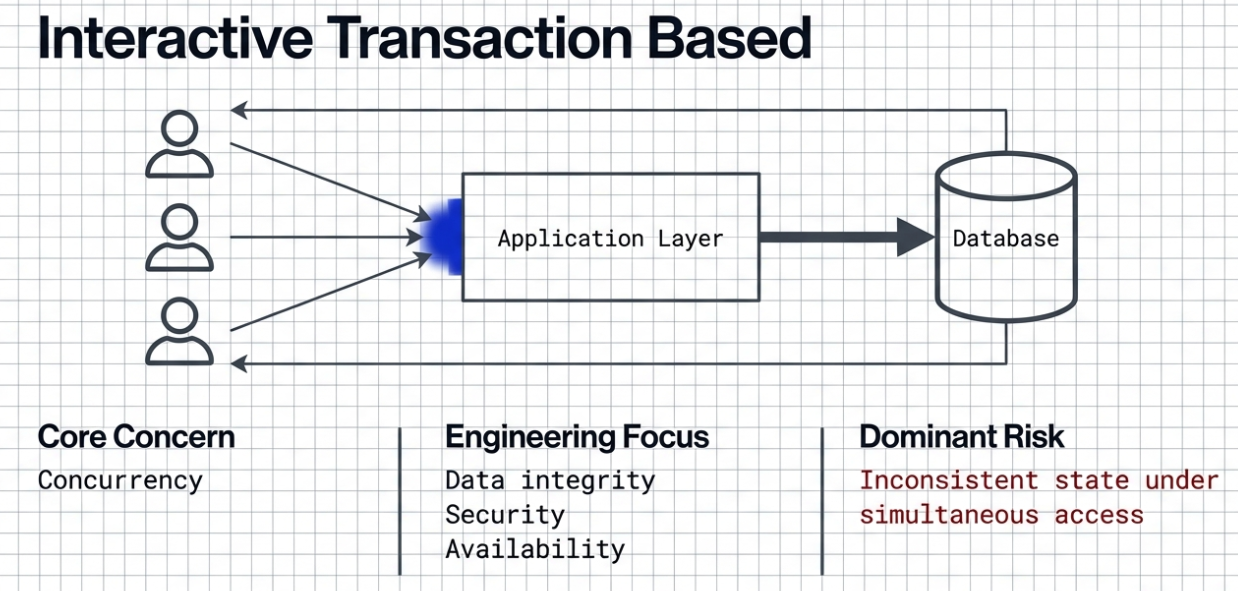 Interactive Transaction Based
Application Layer
Database
Core Concern
Concurrency
Engineering Focus
Data integrity
Security
Availability
Dominant Risk
Inconsistent state under
simultaneous access